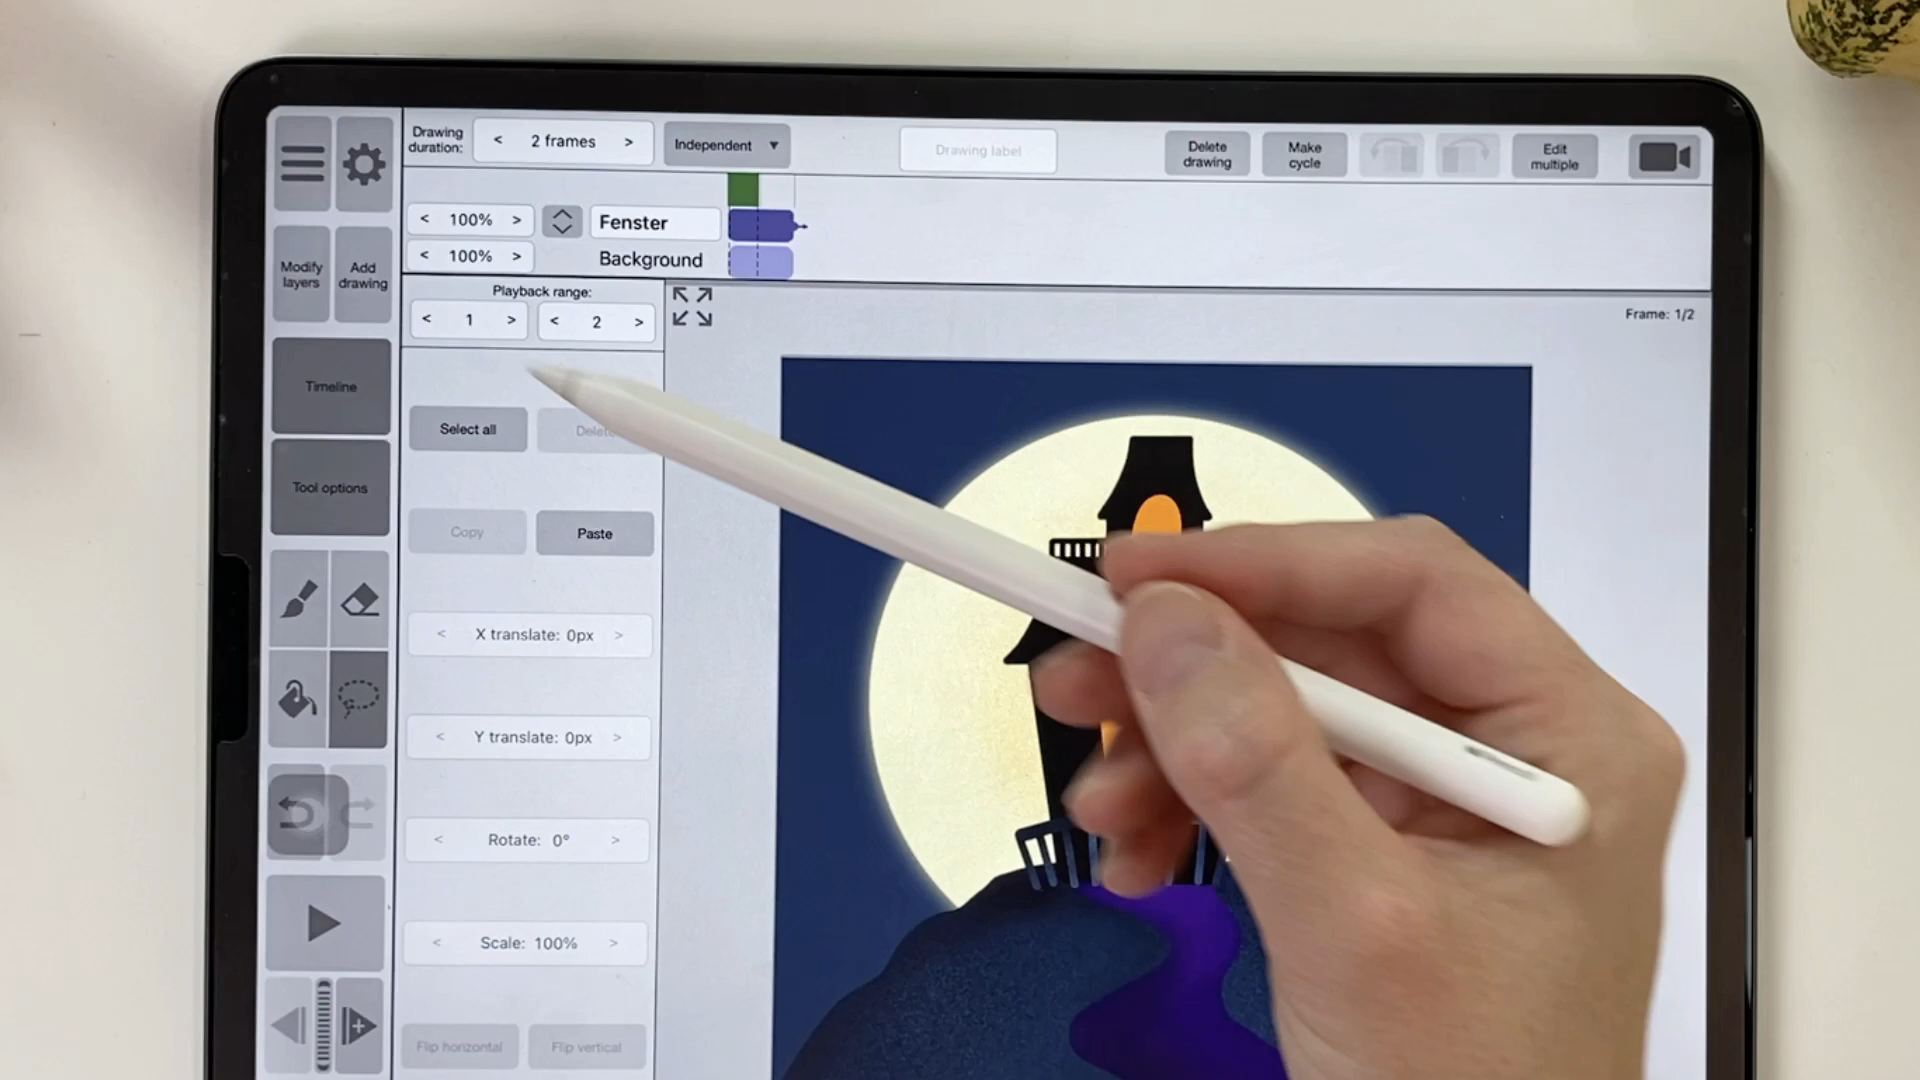 Drawing
duration:
< 2 frames >
Independent ▼
Drawing label
Delete
drawing
Make
cycle
Edit
multiple
< 100% >
Fenster
< 100% >
Background
Modify
layers
Add
drawing
Playback range:
< 1 >
< 2 >
Frame: 1/2
Timeline
Select all
Delete
Tool options
Copy
Paste
< X translate: 0px >
< Y translate: 0px >
< Rotate: 0° >
< Scale: 100% >
Flip horizontal
Flip vertical